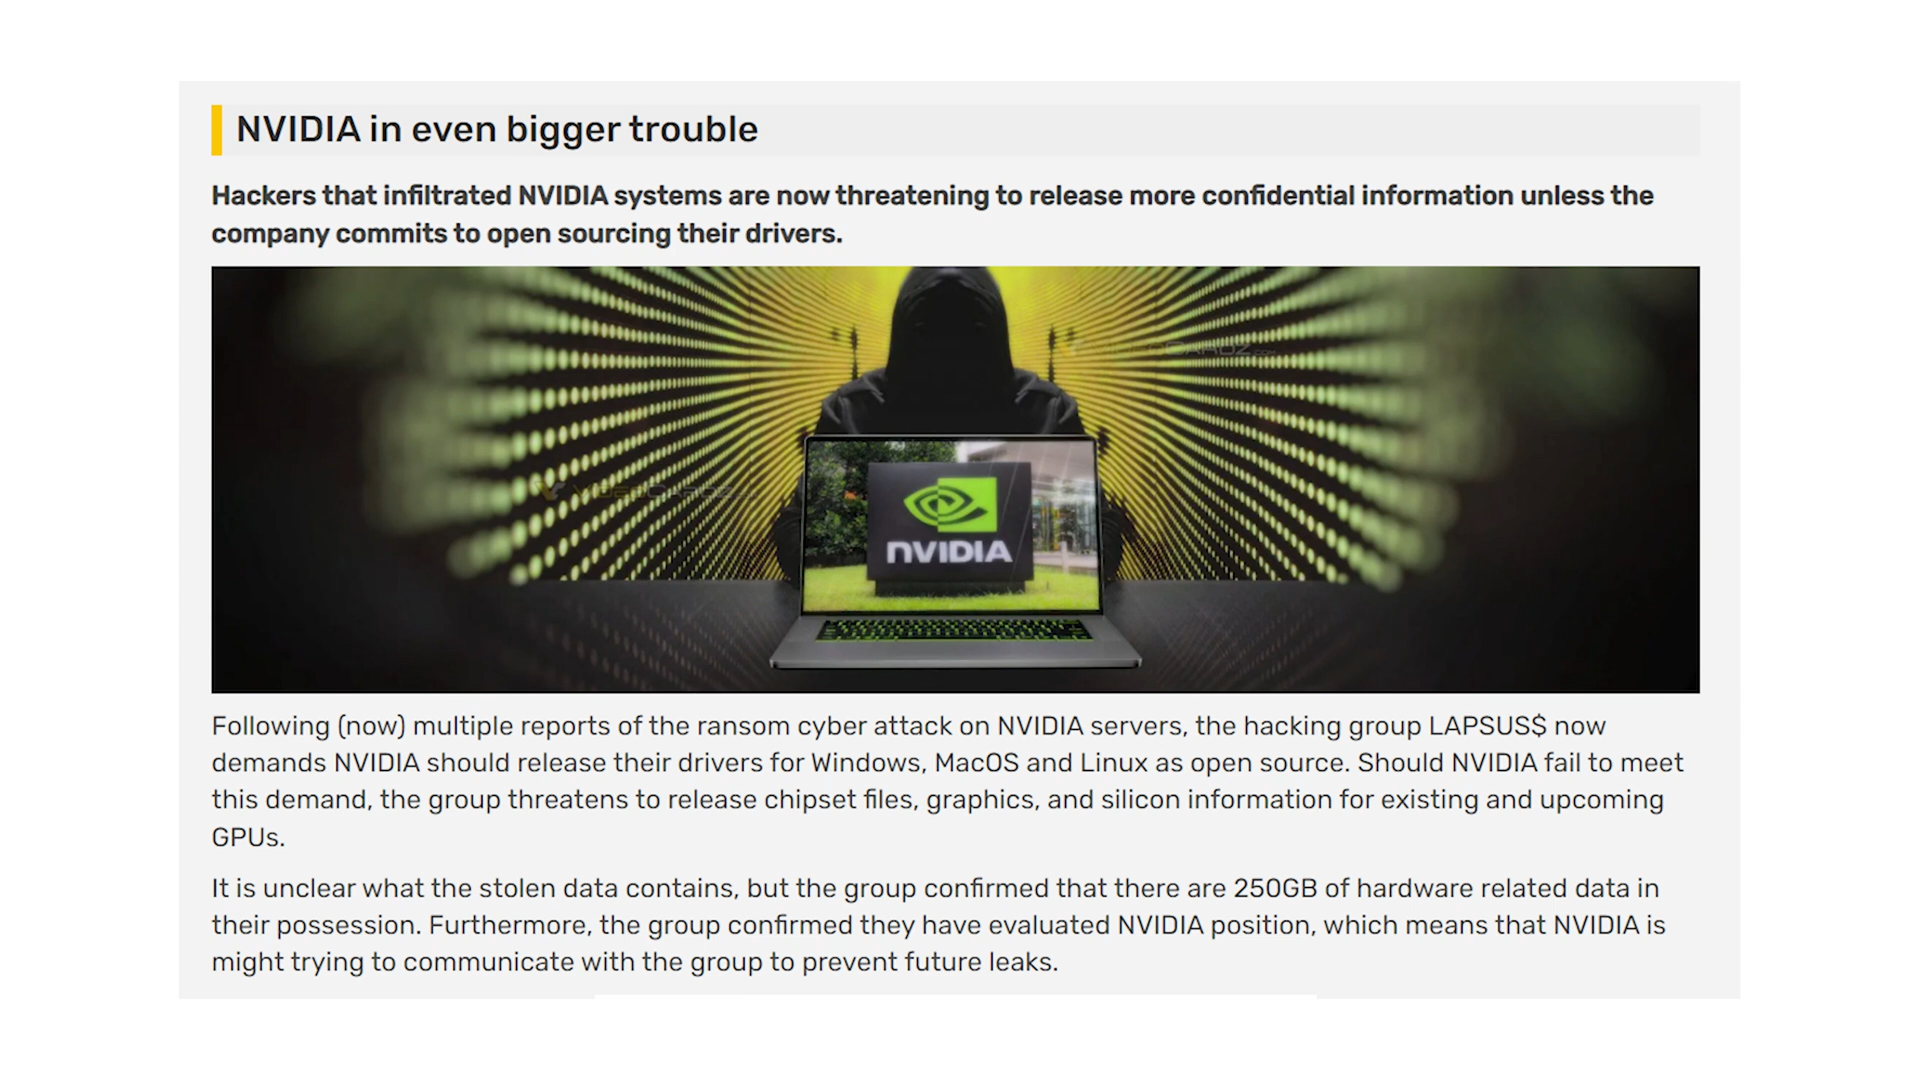 NVIDIA in even bigger trouble
Hackers that infiltrated NVIDIA systems are now threatening to release more confidential information unless the
company commits to open sourcing their drivers.
NVIDIA
Following (now) multiple reports of the ransom cyber attack on NVIDIA servers, the hacking group LAPSUS$ now
demands NVIDIA should release their drivers for Windows, MacOS and Linux as open source. Should NVIDIA fail to meet
this demand, the group threatens to release chipset files, graphics, and silicon information for existing and upcoming
GPUs.
It is unclear what the stolen data contains, but the group confirmed that there are 250GB of hardware related data in
their possession. Furthermore, the group confirmed they have evaluated NVIDIA position, which means that NVIDIA is
might trying to communicate with the group to prevent future leaks.